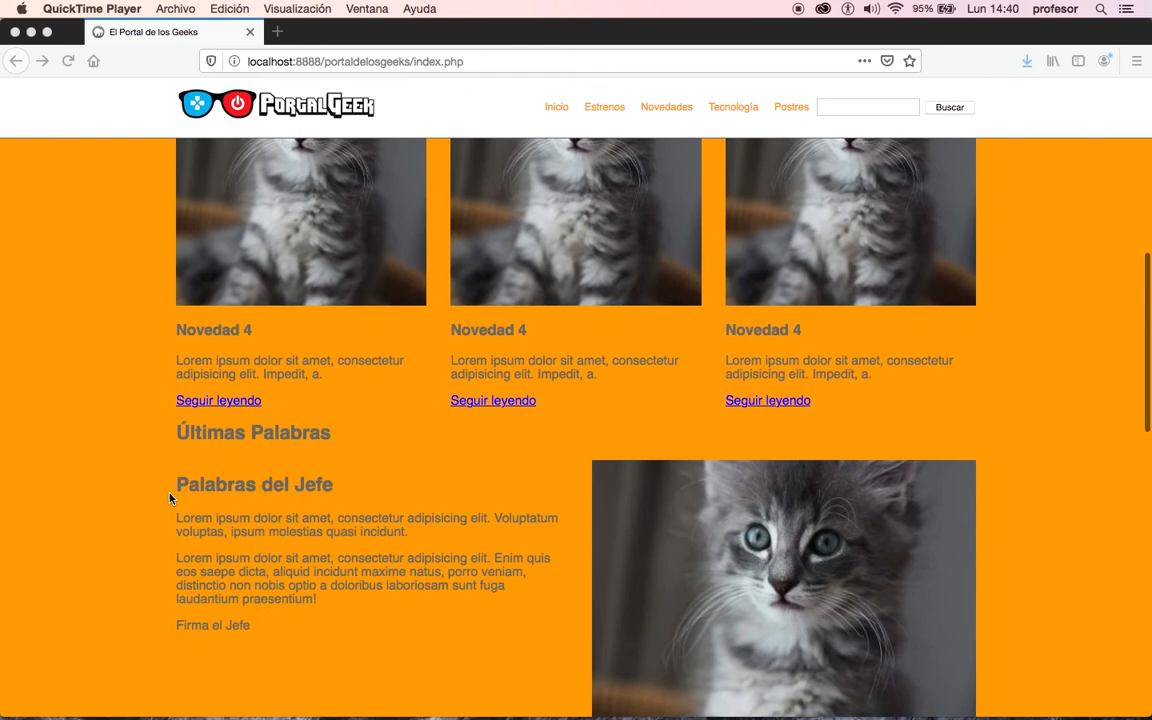 QuickTime Player Archivo Edición Visualización Ventana Ayuda 95% Lun 14:40 profesor
El Portal de los Geeks
localhost:8888/portaldelosgeeks/index.php
PortalGeek Inicio Estrenos Novedades Tecnología Postres Buscar
Novedad 4 Novedad 4 Novedad 4
Lorem ipsum dolor sit amet, consectetur Lorem ipsum dolor sit amet, consectetur Lorem ipsum dolor sit amet, consectetur
adipisicing elit. Impedit, a. adipisicing elit. Impedit, a. adipisicing elit. Impedit, a.
Seguir leyendo Seguir leyendo Seguir leyendo
Últimas Palabras
Palabras del Jefe
Lorem ipsum dolor sit amet, consectetur adipisicing elit. Voluptatum
voluptas, ipsum molestias quasi incidunt.
Lorem ipsum dolor sit amet, consectetur adipisicing elit. Enim quis
eos saepe dicta, aliquid incidunt maxime natus, porro veniam,
distinctio non nobis optio a doloribus laboriosam sunt fuga
laudantium praesentium!
Firma el Jefe